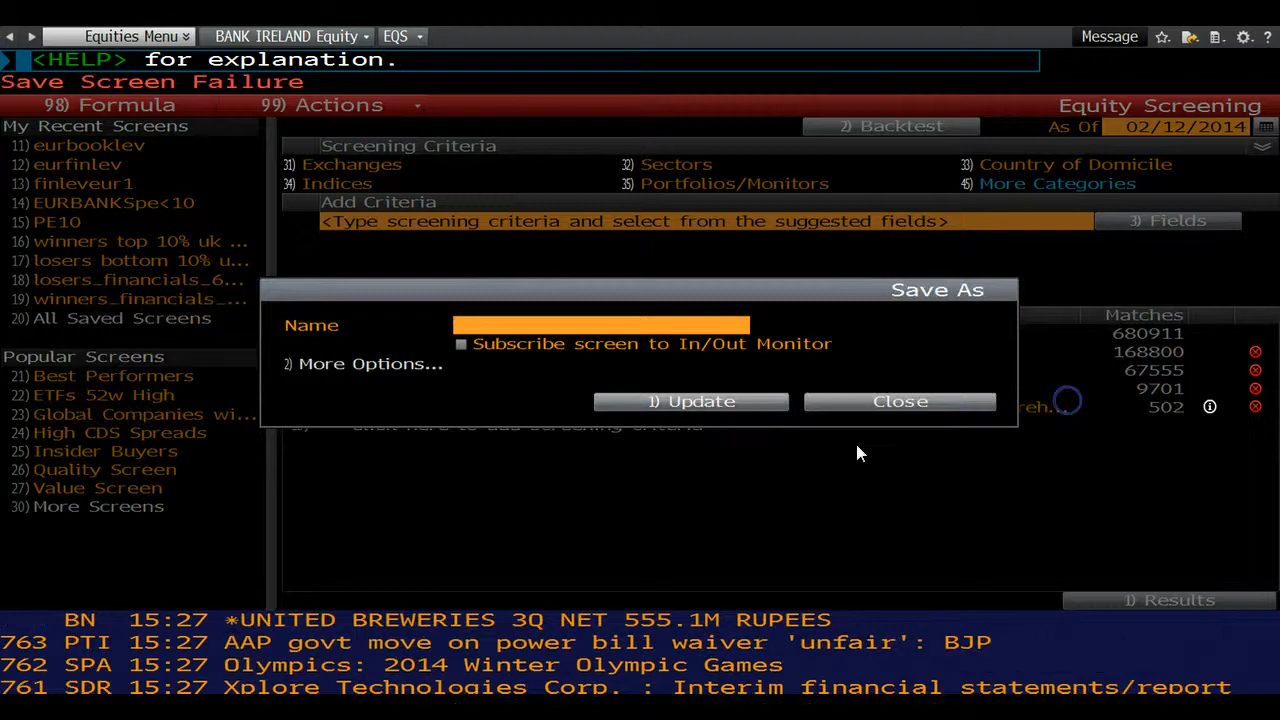 Equities Menu BANK IRELAND Equity EQS Message ?
<HELP> for explanation.
Save Screen Failure
98) Formula 99) Actions Equity Screening
My Recent Screens 2) Backtest As Of 02/12/2014
11) eurbooklev Screening Criteria
12) eurfinlev 31) Exchanges 32) Sectors 33) Country of Domicile
13) finleveur1 34) Indices 35) Portfolios/Monitors 45) More Categories
14) EURBANKSpe<10 Add Criteria
15) PE10 <Type screening criteria and select from the suggested fields> 3) Fields
16) winners top 10% uk ...
17) losers bottom 10% u...
18) losers_financials_6...
19) winners_financials_...
20) All Saved Screens
Save As
Name
Subscribe screen to In/Out Monitor
2) More Options...
1) Update Close
Matches
680911
168800
67555
9701
reh... 502
Popular Screens
21) Best Performers
22) ETFs 52w High
23) Global Companies wi...
24) High CDS Spreads
25) Insider Buyers
26) Quality Screen
27) Value Screen
30) More Screens
1) Results
BN 15:27 *UNITED BREWERIES 3Q NET 555.1M RUPEES
763 PTI 15:27 AAP govt move on power bill waiver 'unfair': BJP
762 SPA 15:27 Olympics: 2014 Winter Olympic Games
761 SDR 15:27 Xplore Technologies Corp. : Interim financial statements/report